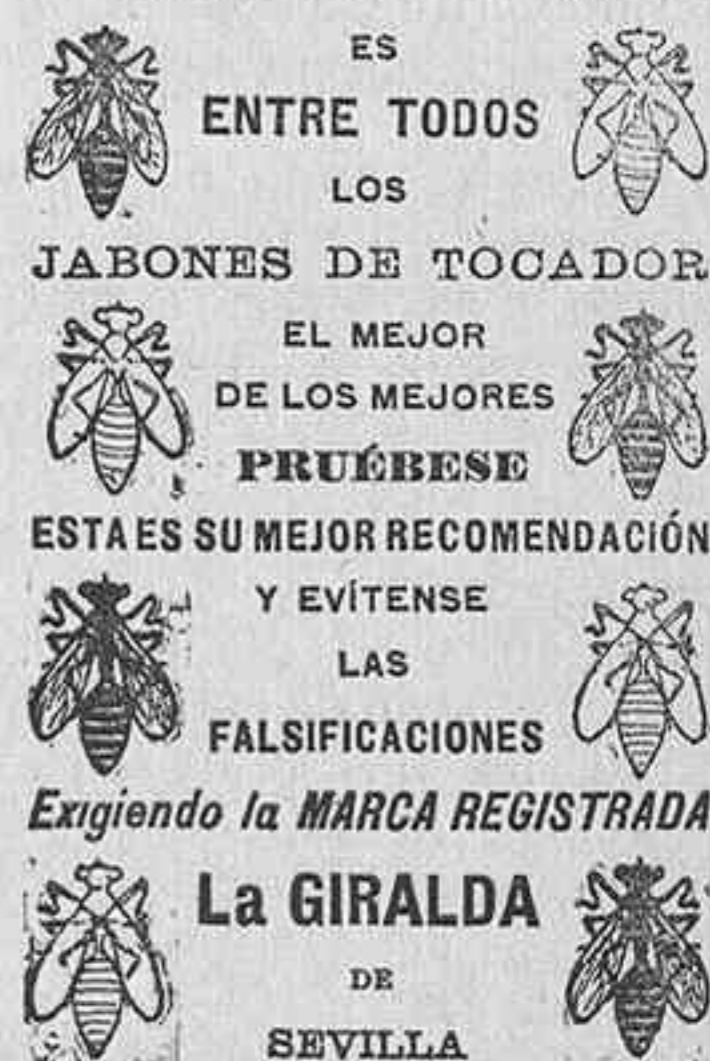 ES
ENTRE TODOS
LOS
JABONES DE TOCADOR
EL MEJOR
DE LOS MEJORES
PRUÉBESE
ESTA ES SU MEJOR RECOMENDACIÓN
Y EVÍTENSE
LAS
FALSIFICACIONES
Exigiendo la MARCA REGISTRADA
La GIRALDA
DE
SEVILLA